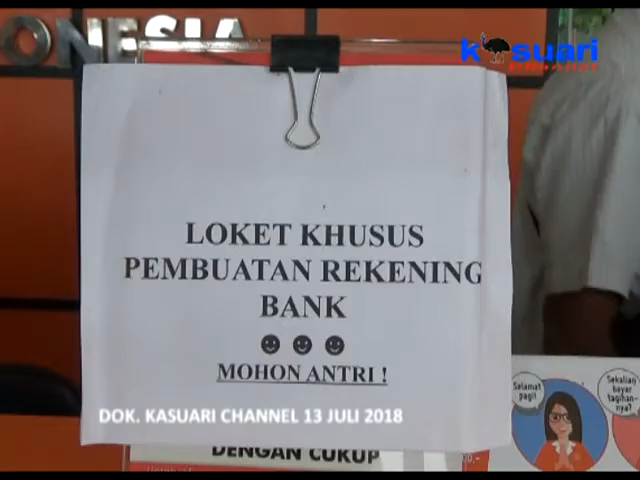 ONESIA
kasuari
LOKET KHUSUS
PEMBUATAN REKENING
BANK
☻ ☻ ☻
MOHON ANTRI !
DOK. KASUARI CHANNEL 13 JULI 2018
DENGAN CUKUP
Selamat
pagi!
Sekalian
bayar
tagihan-
nya?